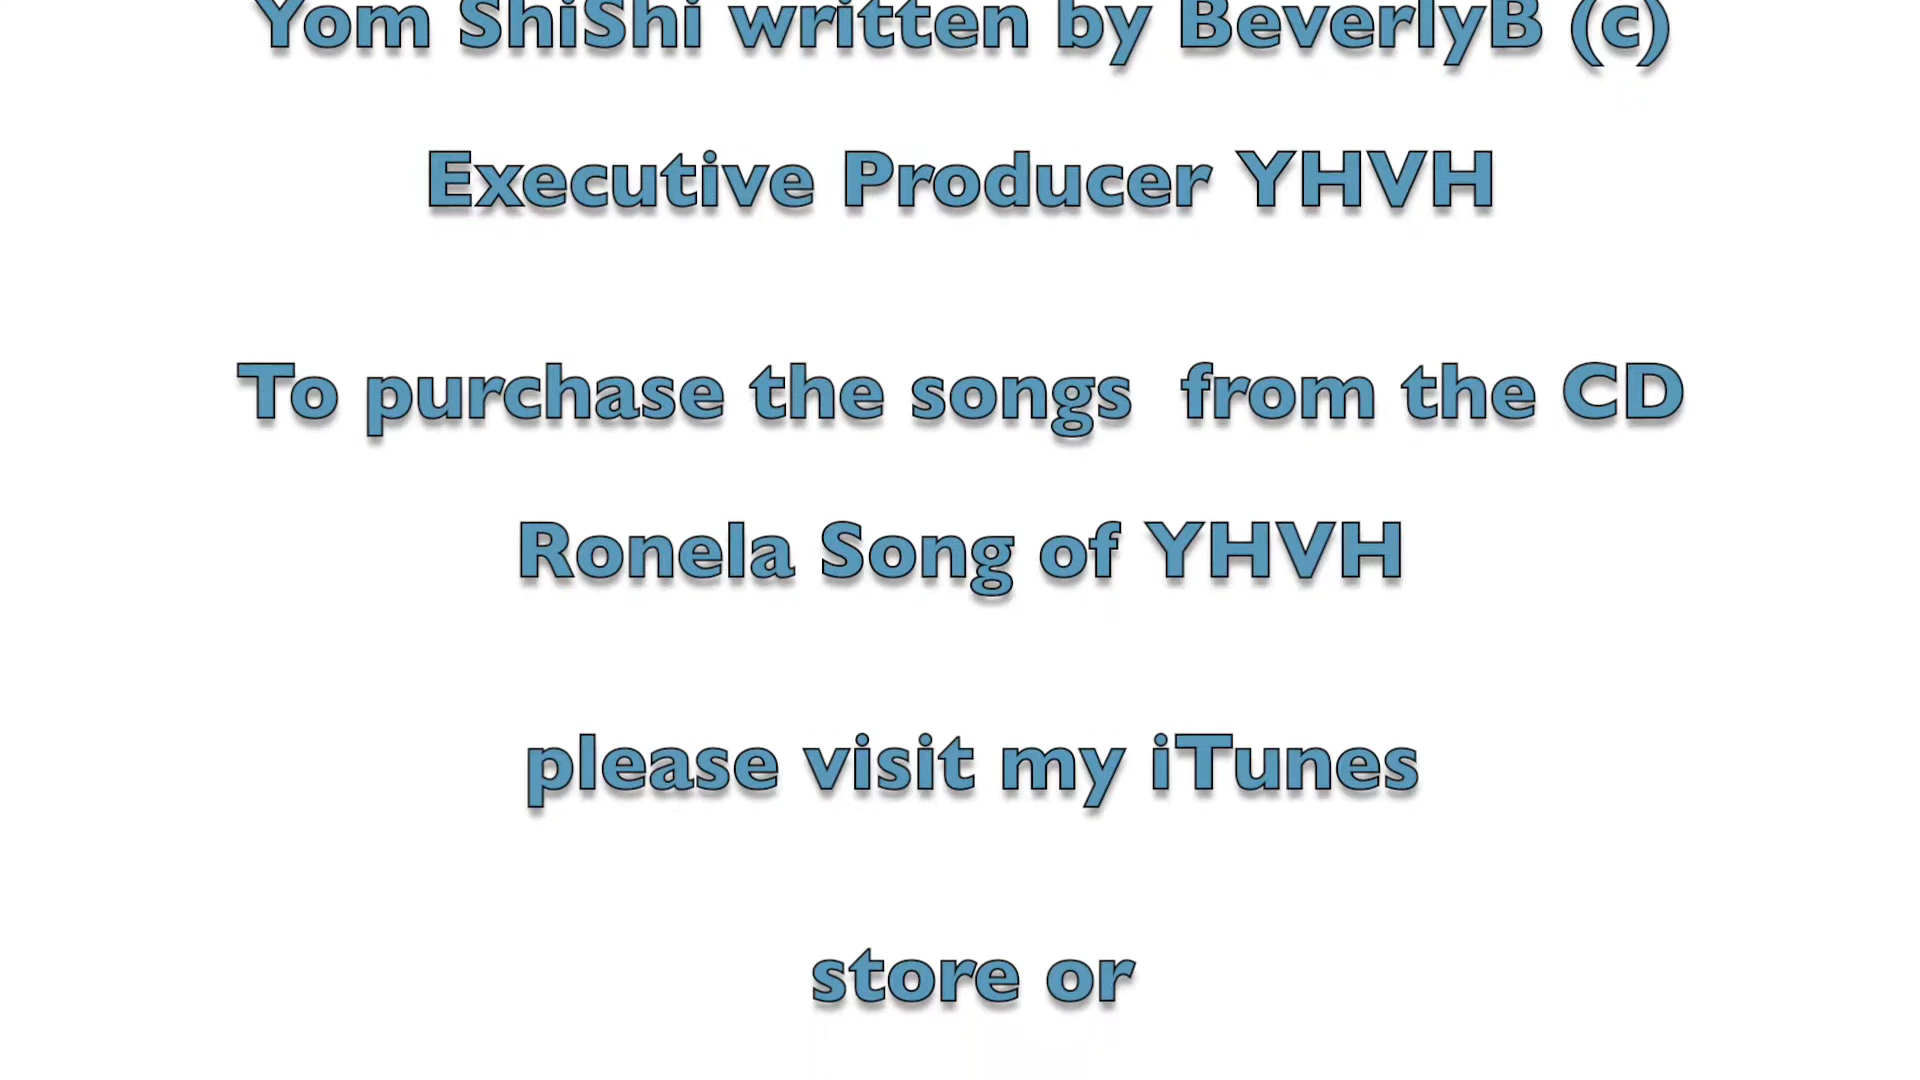 Yom ShiShi written by BeverlyB (c)
Executive Producer YHVH
To purchase the songs  from the CD
Ronela Song of YHVH
please visit my iTunes
store or